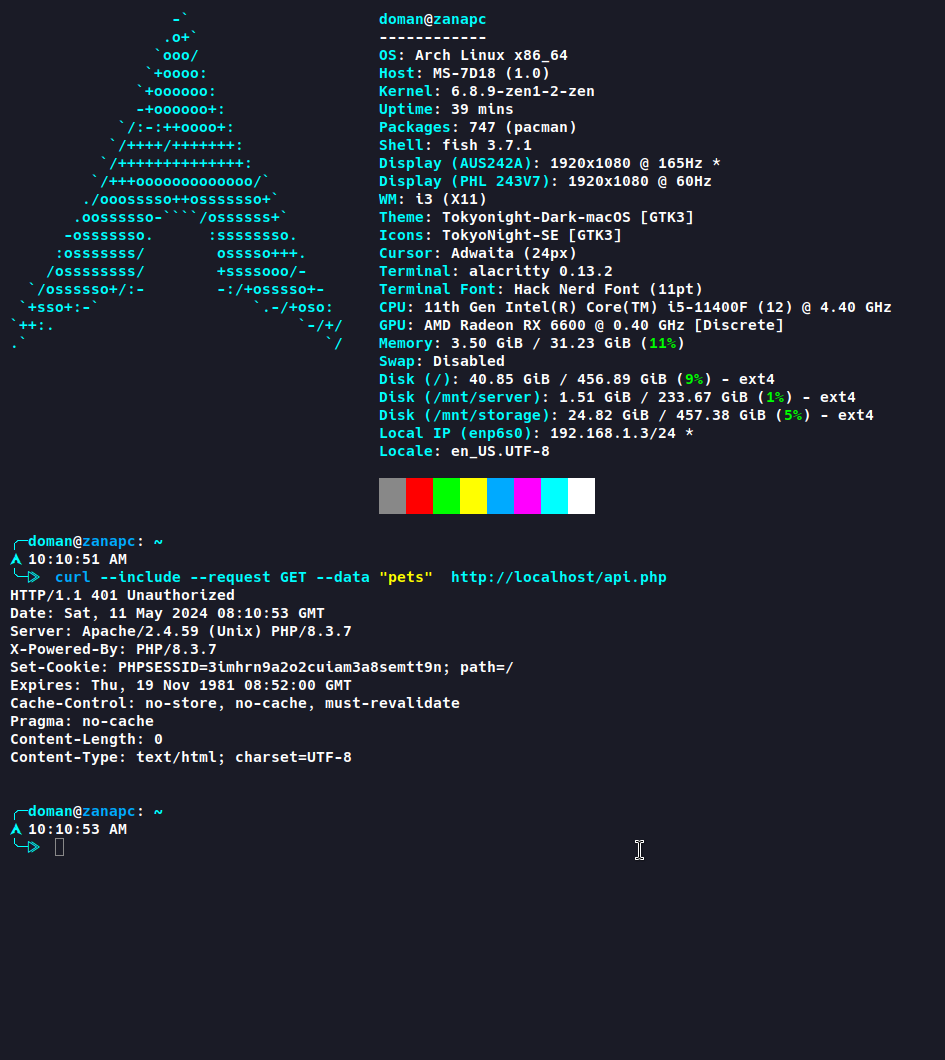 -`
                 .o+`
                `ooo/
               `+oooo:
              `+oooooo:
              -+oooooo+:
            `/:-:++oooo+:
           `/++++/+++++++:
          `/++++++++++++++:
         `/+++ooooooooooooo/`
        ./ooosssso++osssssso+`
       .oossssso-````/ossssss+`
      -osssssso.      :ssssssso.
     :osssssss/        osssso+++.
    /ossssssss/        +ssssooo/-
  `/ossssso+/:-        -:/+osssso+-
 `+sso+:-`                 `.-/+oso:
`++:.                           `-/+/
.`                                 `/
doman@zanapc
------------
OS: Arch Linux x86_64
Host: MS-7D18 (1.0)
Kernel: 6.8.9-zen1-2-zen
Uptime: 39 mins
Packages: 747 (pacman)
Shell: fish 3.7.1
Display (AUS242A): 1920x1080 @ 165Hz *
Display (PHL 243V7): 1920x1080 @ 60Hz
WM: i3 (X11)
Theme: Tokyonight-Dark-macOS [GTK3]
Icons: TokyoNight-SE [GTK3]
Cursor: Adwaita (24px)
Terminal: alacritty 0.13.2
Terminal Font: Hack Nerd Font (11pt)
CPU: 11th Gen Intel(R) Core(TM) i5-11400F (12) @ 4.40 GHz
GPU: AMD Radeon RX 6600 @ 0.40 GHz [Discrete]
Memory: 3.50 GiB / 31.23 GiB (11%)
Swap: Disabled
Disk (/): 40.85 GiB / 456.89 GiB (9%) - ext4
Disk (/mnt/server): 1.51 GiB / 233.67 GiB (1%) - ext4
Disk (/mnt/storage): 24.82 GiB / 457.38 GiB (5%) - ext4
Local IP (enp6s0): 192.168.1.3/24 *
Locale: en_US.UTF-8
╭─doman@zanapc: ~
10:10:51 AM
╰─⩥ curl --include --request GET --data "pets"  http://localhost/api.php
HTTP/1.1 401 Unauthorized
Date: Sat, 11 May 2024 08:10:53 GMT
Server: Apache/2.4.59 (Unix) PHP/8.3.7
X-Powered-By: PHP/8.3.7
Set-Cookie: PHPSESSID=3imhrn9a2o2cuiam3a8semtt9n; path=/
Expires: Thu, 19 Nov 1981 08:52:00 GMT
Cache-Control: no-store, no-cache, must-revalidate
Pragma: no-cache
Content-Length: 0
Content-Type: text/html; charset=UTF-8
╭─doman@zanapc: ~
10:10:53 AM
╰─⩥